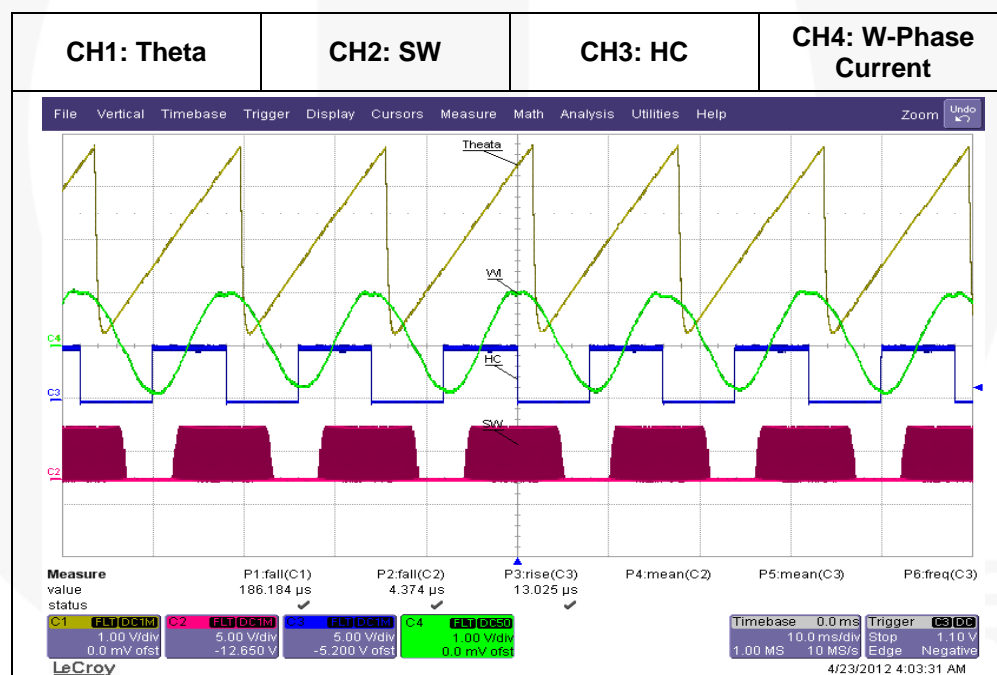 CH1: Theta
CH2: SW
CH3: HC
CH4: W-Phase
Current
File Vertical Timebase Trigger Display Cursors Measure Math Analysis Utilities Help
Zoom
Undo
Theata
WI
HC
SW
C4
C3
C2
Measure P1:fall(C1) P2:fall(C2) P3:rise(C3) P4:mean(C2) P5:mean(C3) P6:freq(C3)
value 186.184 µs 4.374 µs 13.025 µs
status
C1 FLT DC1M
1.00 V/div
0.0 mV ofst
C2 FLT DC1M
5.00 V/div
-12.650 V
FLT DC1M
5.00 V/div
-5.200 V ofst
C4 FLT DC50
1.00 V/div
0.0 mV ofst
Timebase 0.0 ms
10.0 ms/div
1.00 MS 10 MS/s
Trigger C3 DC
Stop 1.10 V
Edge Negative
LeCroy
4/23/2012 4:03:31 AM